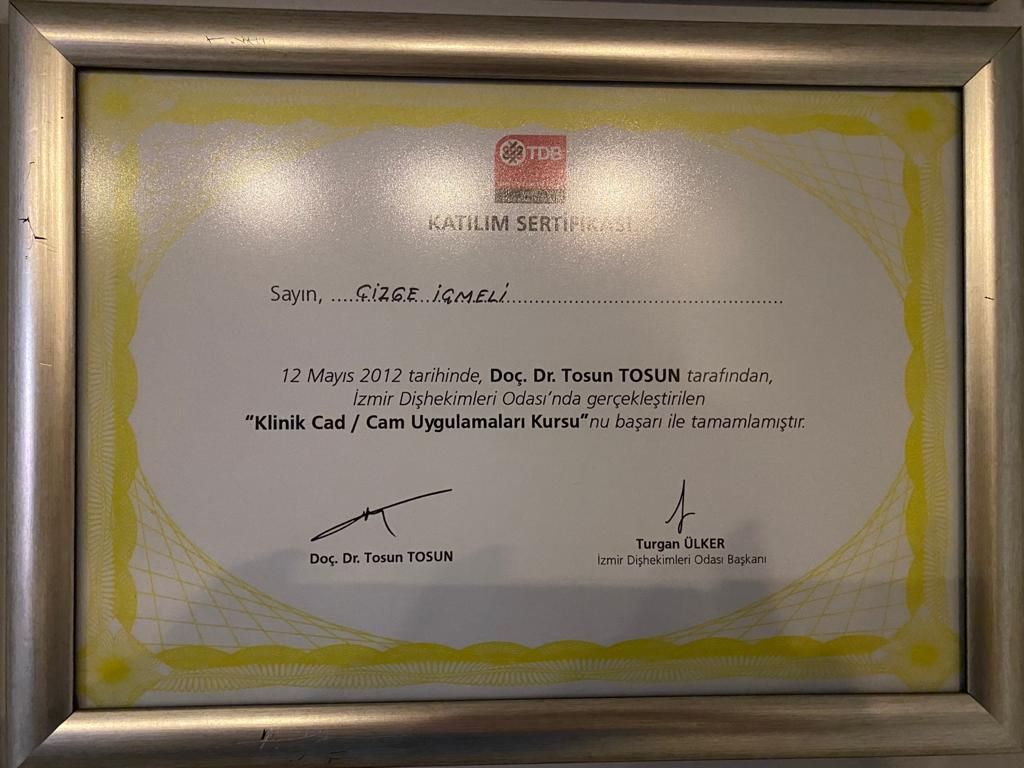 TDB
KATILIM SERTİFİKASI
Sayın, ....ÇİZGE..İÇMELİ..............................................
12 Mayıs 2012 tarihinde, Doç. Dr. Tosun TOSUN tarafından,
İzmir Dişhekimleri Odası'nda gerçekleştirilen
“Klinik Cad / Cam Uygulamaları Kursu”nu başarı ile tamamlamıştır.
Doç. Dr. Tosun TOSUN
Turgan ÜLKER
İzmir Dişhekimleri Odası Başkanı